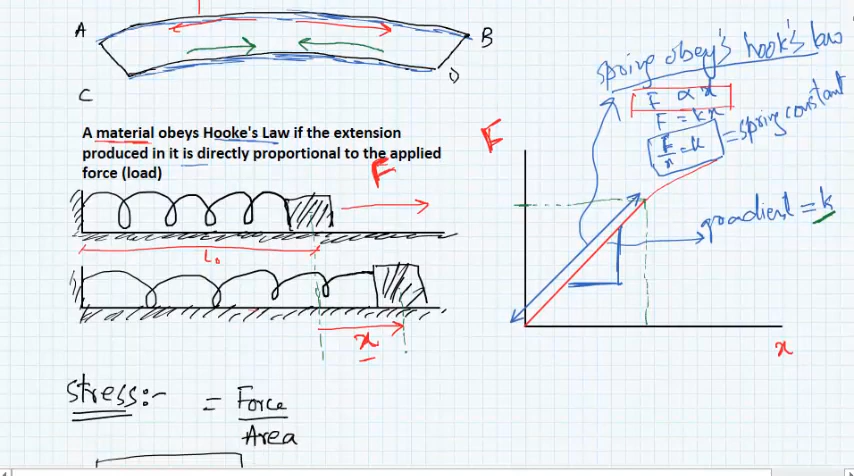 A
B
D
C
spring obey's hook's law
F ∝ x
F = kx
F/x = k = spring constant
A material obeys Hooke's Law if the extension
produced in it is directly proportional to the applied
force (load)
F
F
gradient = k
L₀
x
x
Stress:- = Force
Area